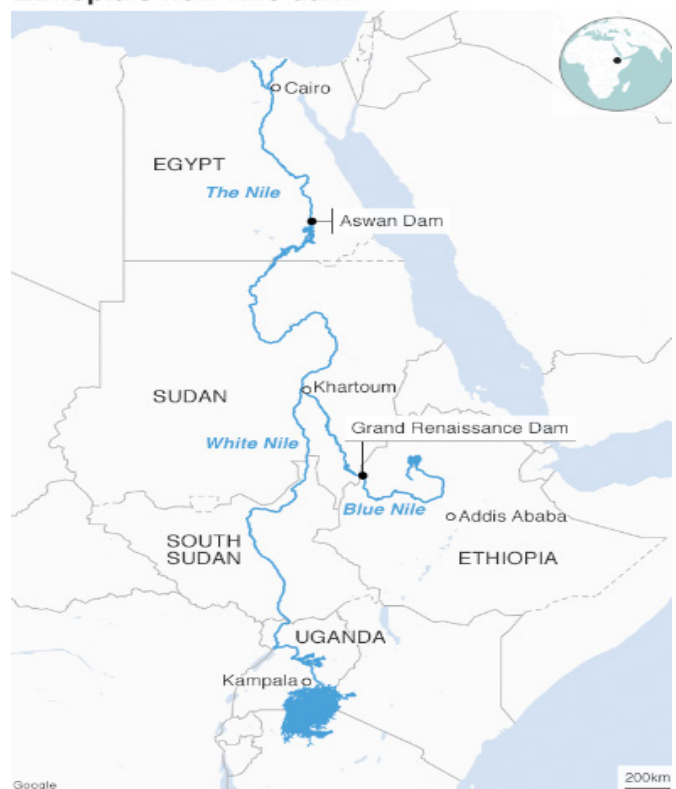 Cairo
EGYPT
The Nile
Aswan Dam
SUDAN
Khartoum
Grand Renaissance Dam
White Nile
Blue Nile
Addis Ababa
SOUTH
SUDAN
ETHIOPIA
UGANDA
Kampala
Google
200km